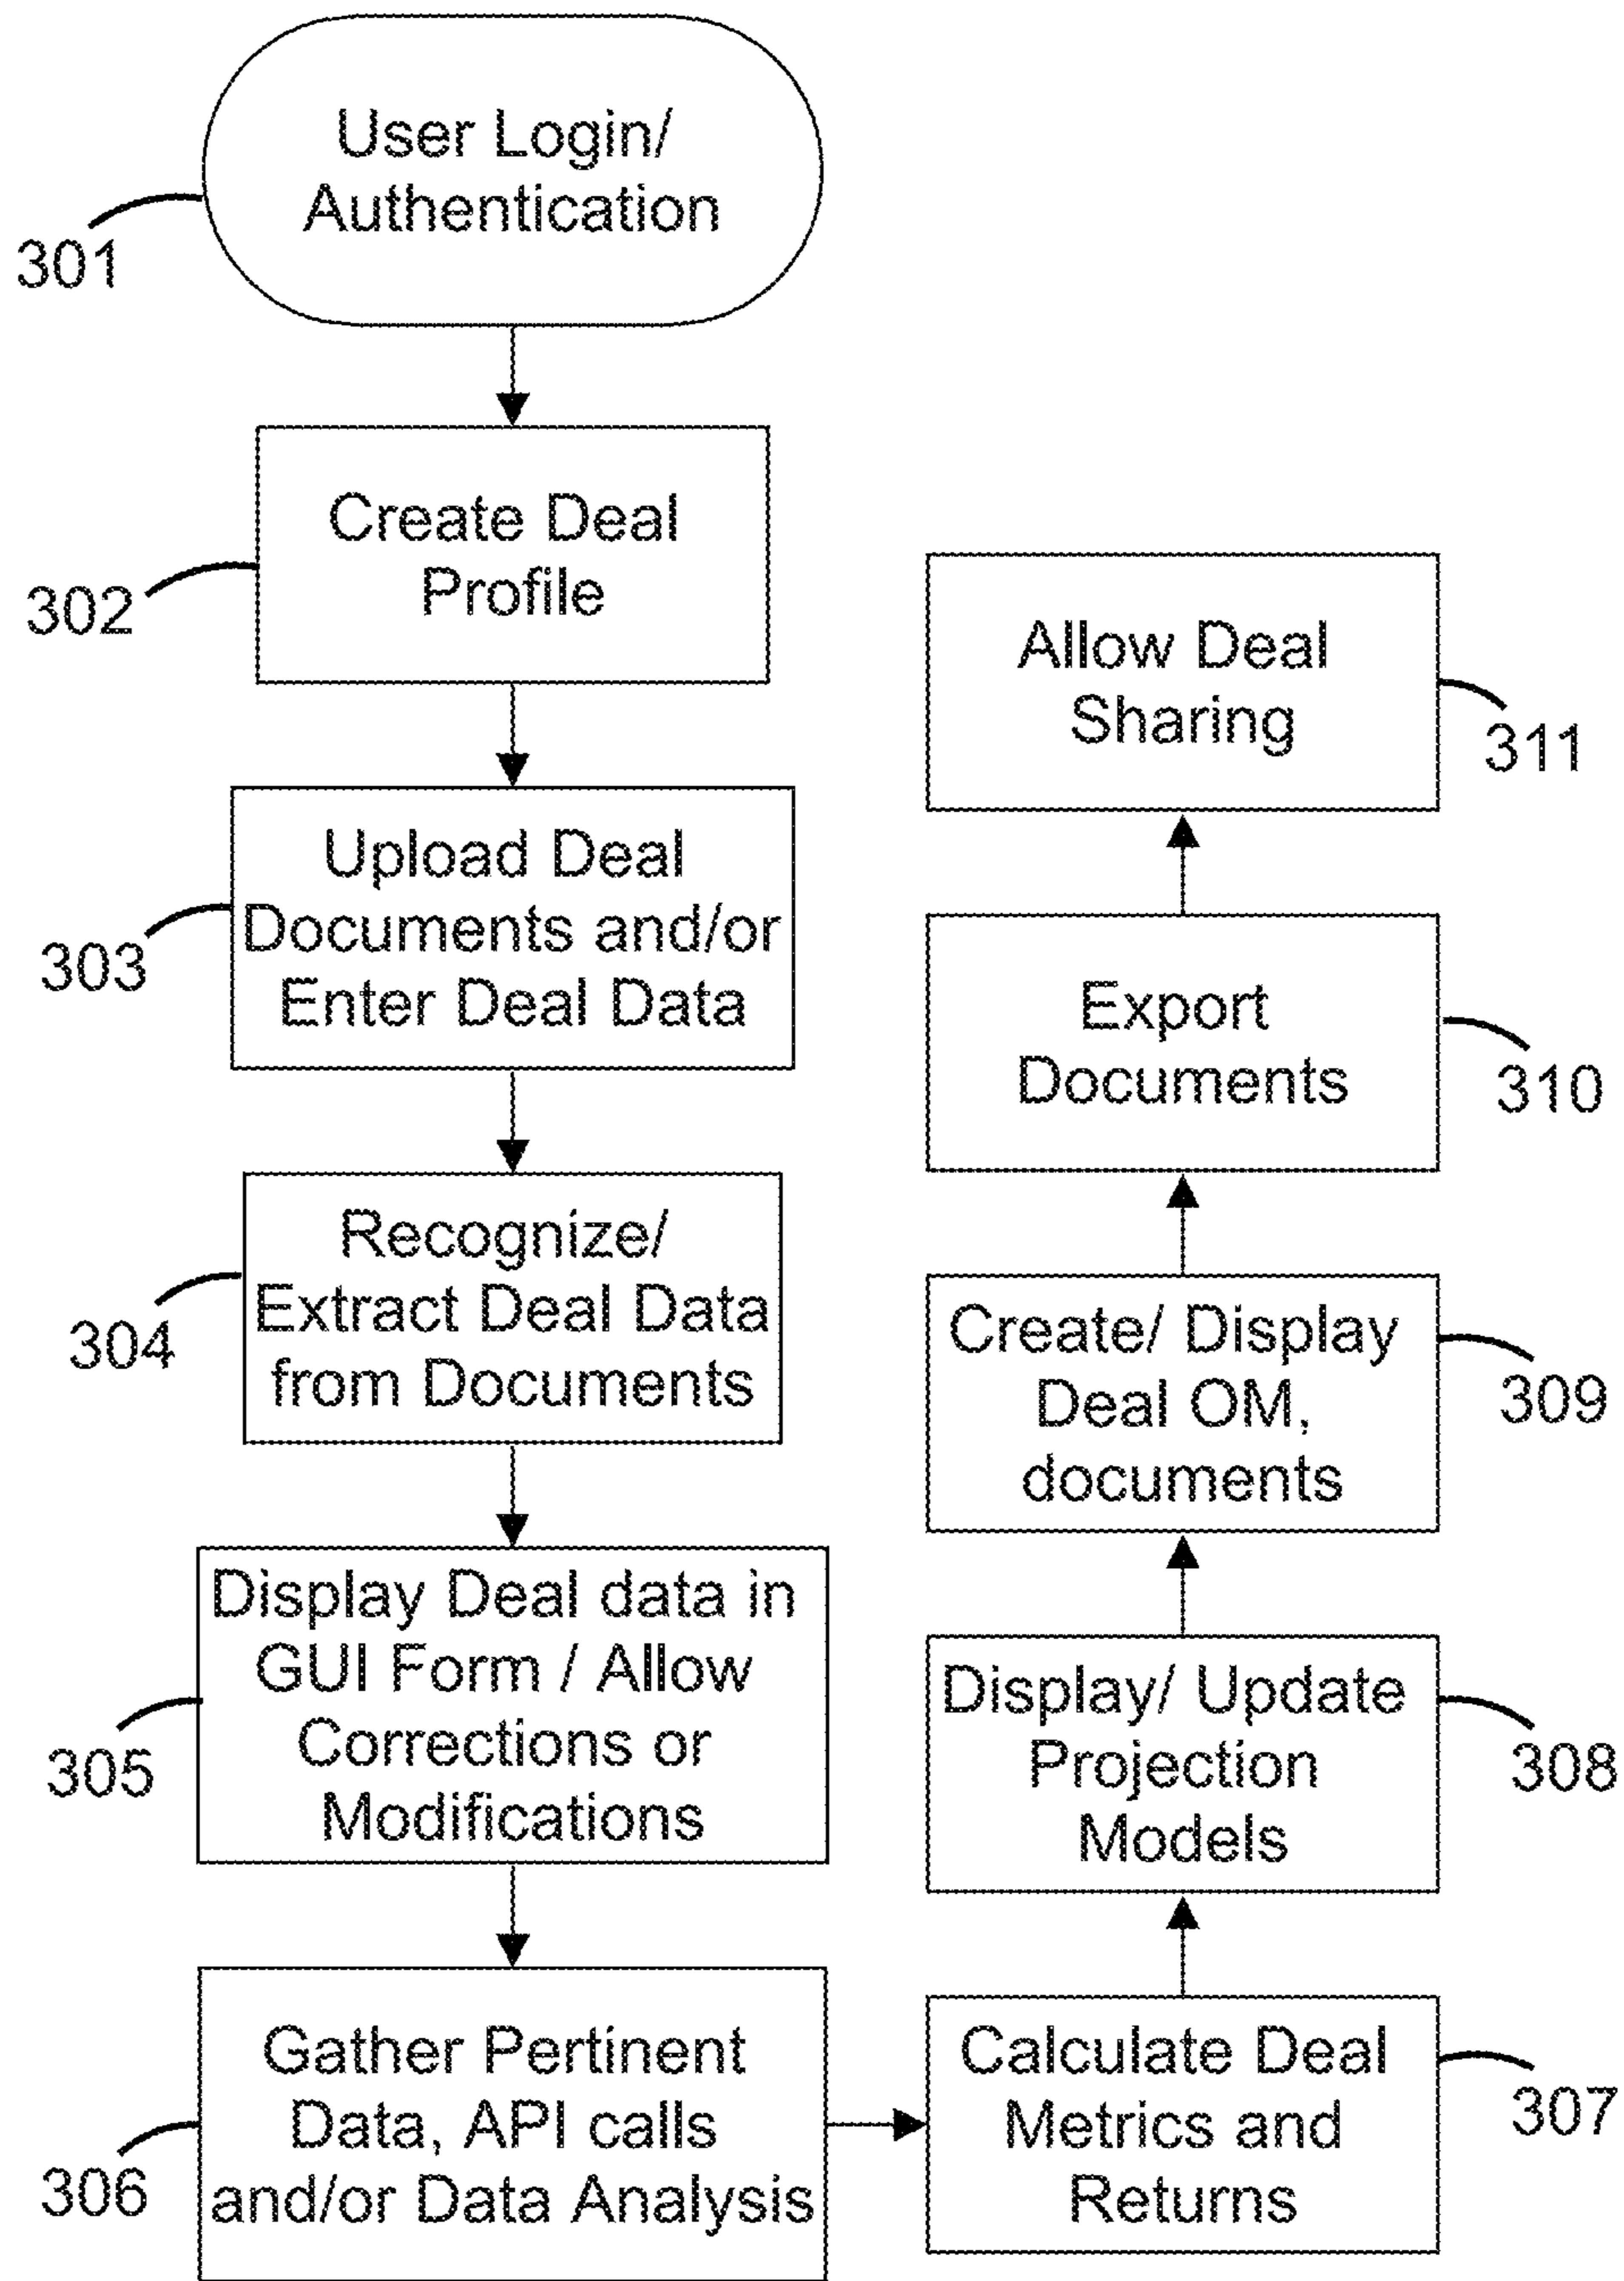 User Login/
Authentication
301
Create Deal
Profile
302
Upload Deal
Documents and/or
Enter Deal Data
303
Recognize/
Extract Deal Data
from Documents
304
Display Deal data in
GUI Form / Allow
Corrections or
Modifications
305
Gather Pertinent
Data, API calls
and/or Data Analysis
306
Calculate Deal
Metrics and
Returns
307
Display/ Update
Projection
Models
308
Create/ Display
Deal OM,
documents
309
Export
Documents
310
Allow Deal
Sharing
311